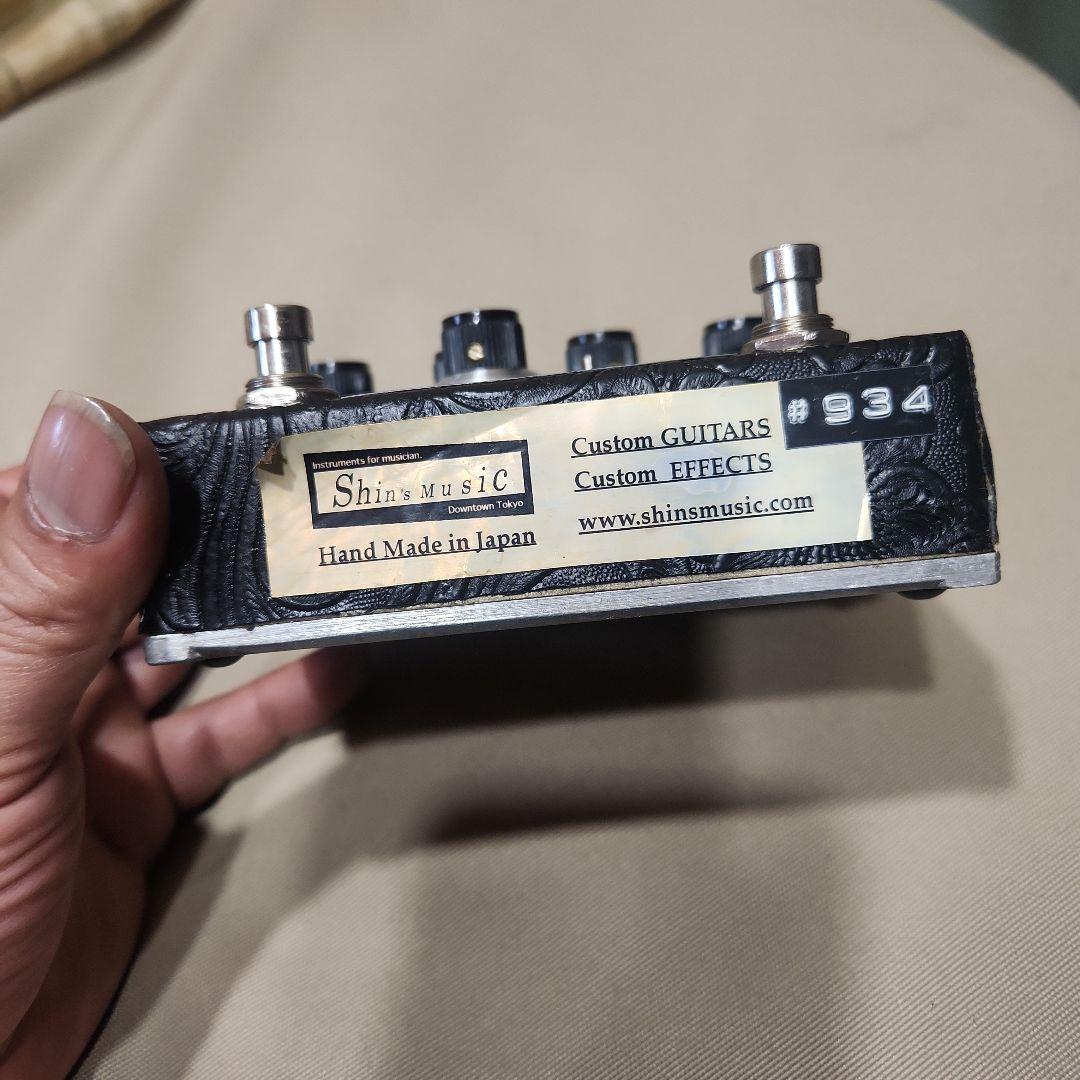 Instruments for musician.
Shin's Music
Downtown Tokyo
Hand Made in Japan
Custom GUITARS
Custom EFFECTS
www.shinsmusic.com
# 934